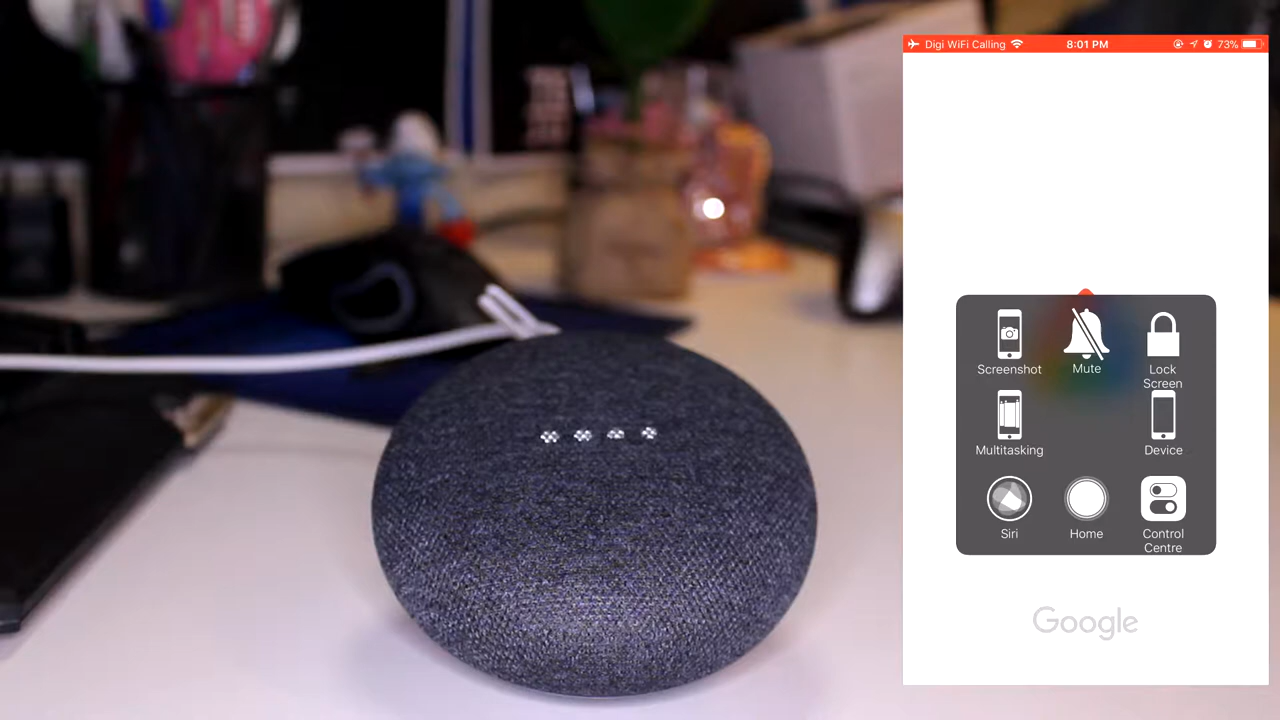 Digi WiFi Calling 8:01 PM 73%
Screenshot Mute Lock
Screen
Multitasking Device
Siri Home Control
Centre
Google